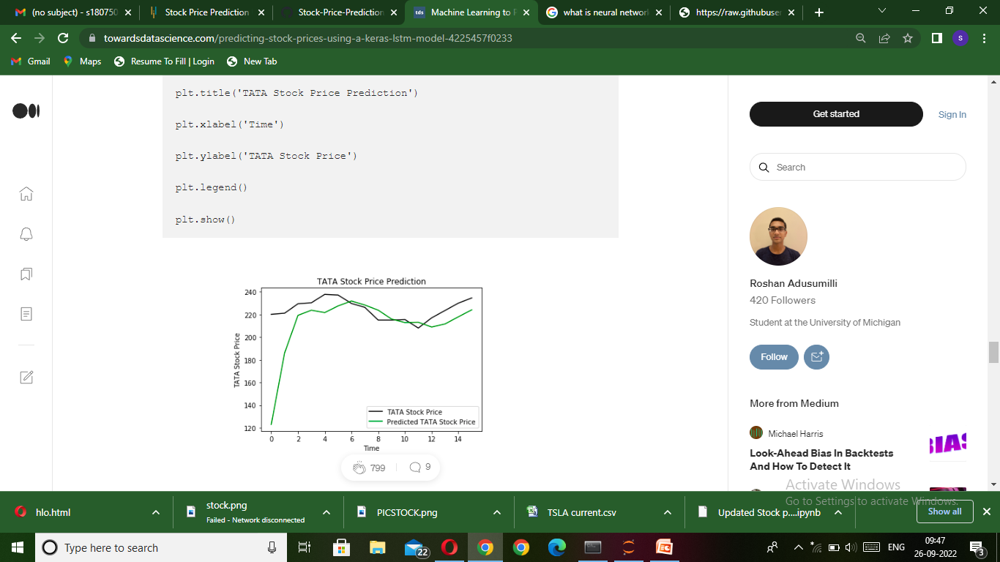 (no subject) - s180750
Stock Price Prediction
Stock-Price-Prediction
tds
Machine Learning to P
what is neural networ
https://raw.githubuser
towardsdatascience.com/predicting-stock-prices-using-a-keras-lstm-model-4225457f0233
s
Gmail
Maps
Resume To Fill | Login
New Tab
plt.title('TATA Stock Price Prediction')
plt.xlabel('Time')
plt.ylabel('TATA Stock Price')
plt.legend()
plt.show()
Get started
Sign In
Search
Roshan Adusumilli
420 Followers
Student at the University of Michigan
Follow
More from Medium
Michael Harris
Look-Ahead Bias In Backtests
And How To Detect It
BIAS
TATA Stock Price Prediction
TATA Stock Price
240
220
200
180
160
140
120
TATA Stock Price
Predicted TATA Stock Price
0 2 4 6 8 10 12 14
Time
799
9
Activate Windows
Go to Settings to activate Windows.
hlo.html
stock.png
Failed - Network disconnected
PICSTOCK.png
TSLA current.csv
Updated Stock p....ipynb
Show all
Type here to search
22
ENG
09:47
26-09-2022
3